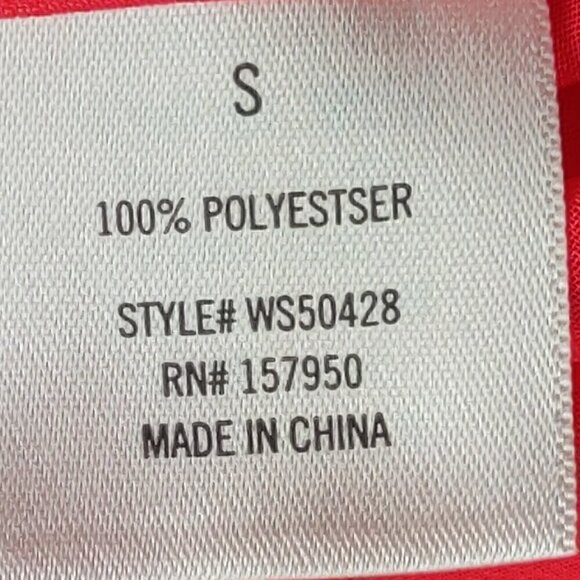 S
100% POLYESTSER
STYLE# WS50428
RN# 157950
MADE IN CHINA